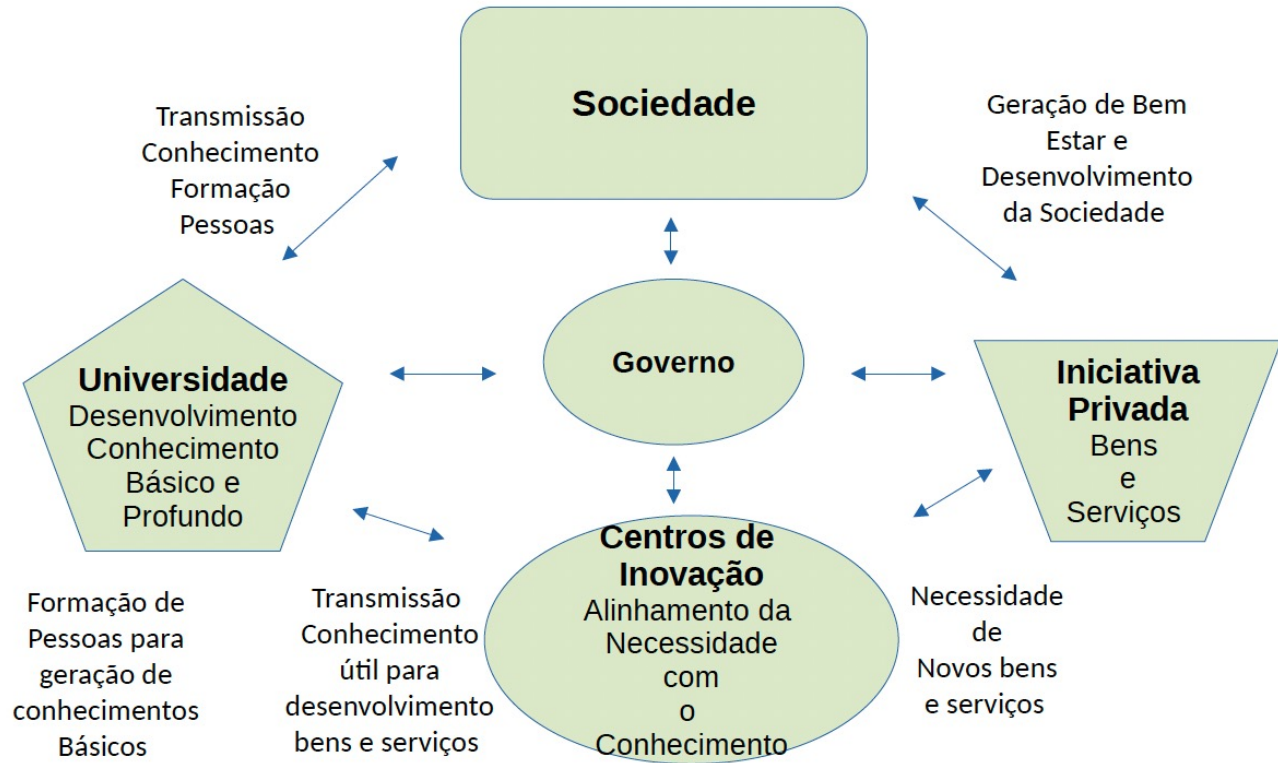 Sociedade
Transmissão
Conhecimento
Formação
Pessoas
Geração de Bem
Estar e
Desenvolvimento
da Sociedade
Universidade
Desenvolvimento
Conhecimento
Básico e
Profundo
Governo
Iniciativa
Privada
Bens
e
Serviços
Centros de
Inovação
Alinhamento da
Necessidade
com
o
Conhecimento
Formação de
Pessoas para
geração de
conhecimentos
Básicos
Transmissão
Conhecimento
útil para
desenvolvimento
bens e serviços
Necessidade
de
Novos bens
e serviços